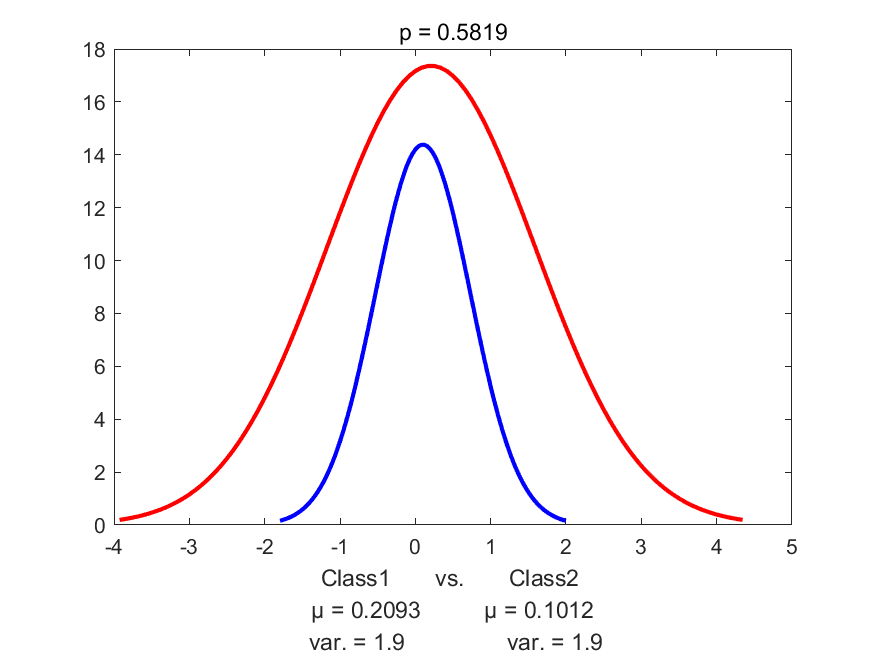 p = 0.5819
18
16
14
12
10
8
6
4
2
0
-4 -3 -2 -1 0 1 2 3 4 5
Class1 vs. Class2
μ = 0.2093 μ = 0.1012
var. = 1.9 var. = 1.9